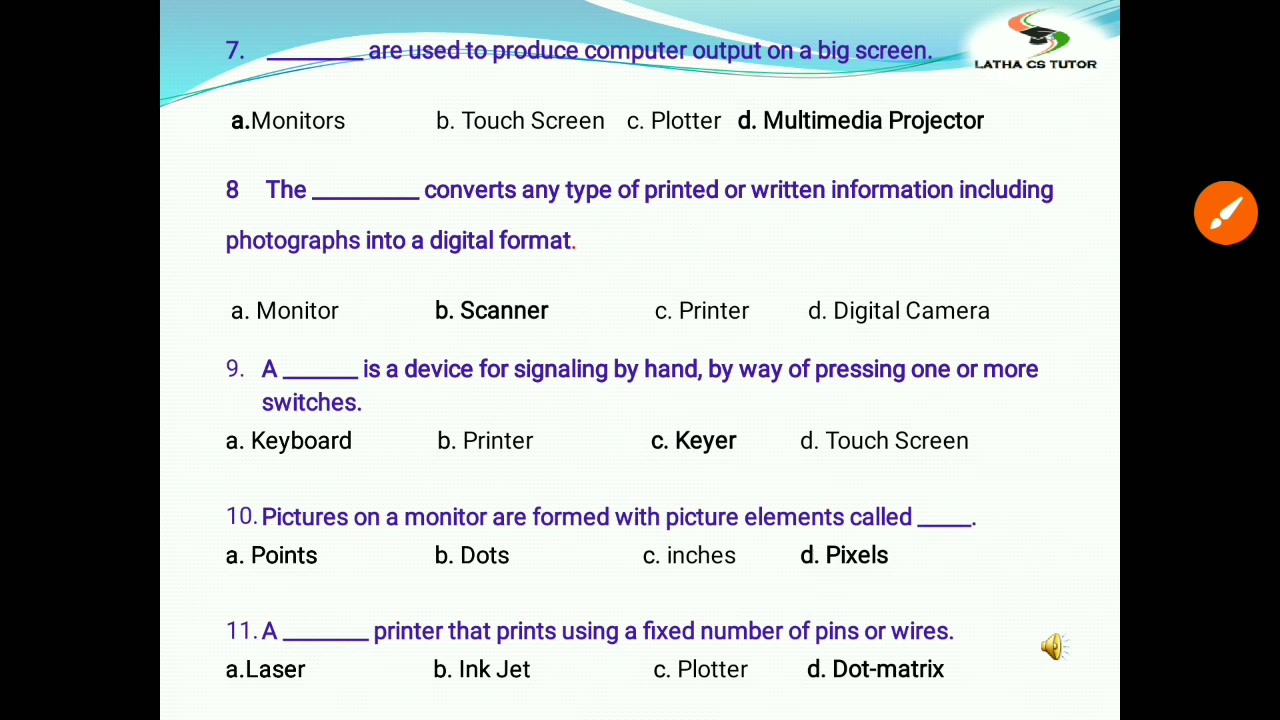 7. _________ are used to produce computer output on a big screen.
LATHA CS TUTOR
a.Monitors b. Touch Screen c. Plotter d. Multimedia Projector
8 The __________ converts any type of printed or written information including
photographs into a digital format.
a. Monitor b. Scanner c. Printer d. Digital Camera
9. A _______ is a device for signaling by hand, by way of pressing one or more
switches.
a. Keyboard b. Printer c. Keyer d. Touch Screen
10. Pictures on a monitor are formed with picture elements called _____.
a. Points b. Dots c. inches d. Pixels
11. A ________ printer that prints using a fixed number of pins or wires.
a.Laser b. Ink Jet c. Plotter d. Dot-matrix